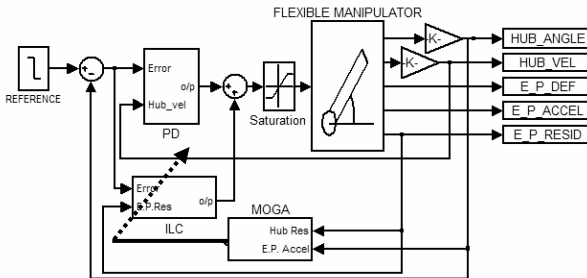 FLEXIBLE MANIPULATOR
-K-
HUB_ANGLE
-K-
HUB_VEL
Error
o/p
Hub_vel
E_P_DEF
REFERENCE
Saturation
E_P_ACCEL
PD
E_P_RESID
Error
o/p
E.P.Res
ILC
MOGA
Hub Res
E.P. Accel